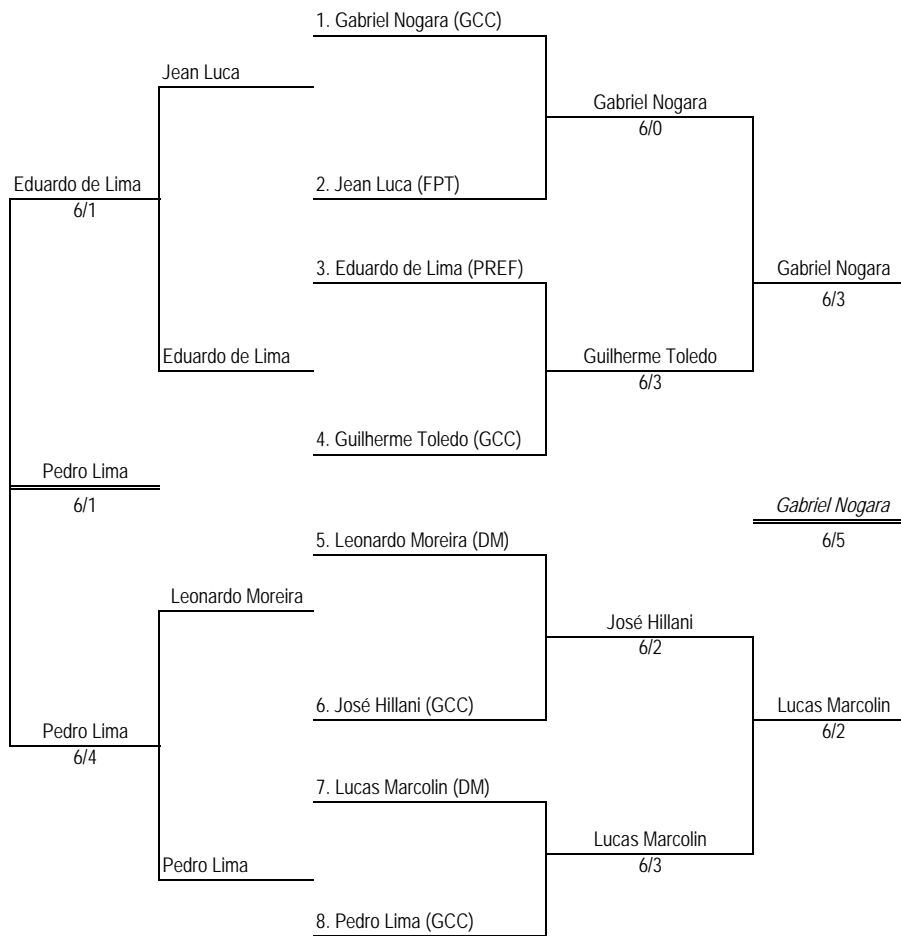 1. Gabriel Nogara (GCC)
Jean Luca
Gabriel Nogara
6/0
Eduardo de Lima
6/1
2. Jean Luca (FPT)
3. Eduardo de Lima (PREF)
Gabriel Nogara
6/3
Eduardo de Lima
Guilherme Toledo
6/3
4. Guilherme Toledo (GCC)
Pedro Lima
6/1
Gabriel Nogara
6/5
5. Leonardo Moreira (DM)
Leonardo Moreira
José Hillani
6/2
6. José Hillani (GCC)
Lucas Marcolin
6/2
Pedro Lima
6/4
7. Lucas Marcolin (DM)
Lucas Marcolin
6/3
Pedro Lima
8. Pedro Lima (GCC)